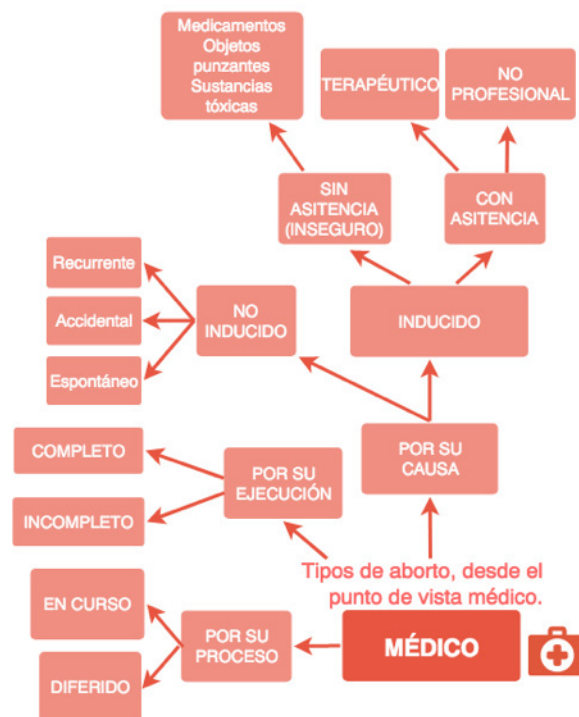 Medicamentos
Objetos
punzantes
Sustancias
tóxicas
TERAPÉUTICO
NO
PROFESIONAL
SIN
ASITENCIA
(INSEGURO)
CON
ASITENCIA
Recurrente
Accidental
Espontáneo
NO
INDUCIDO
INDUCIDO
COMPLETO
INCOMPLETO
POR SU
EJECUCIÓN
POR SU
CAUSA
Tipos de aborto, desde el
punto de vista médico.
EN CURSO
DIFERIDO
POR SU
PROCESO
MÉDICO